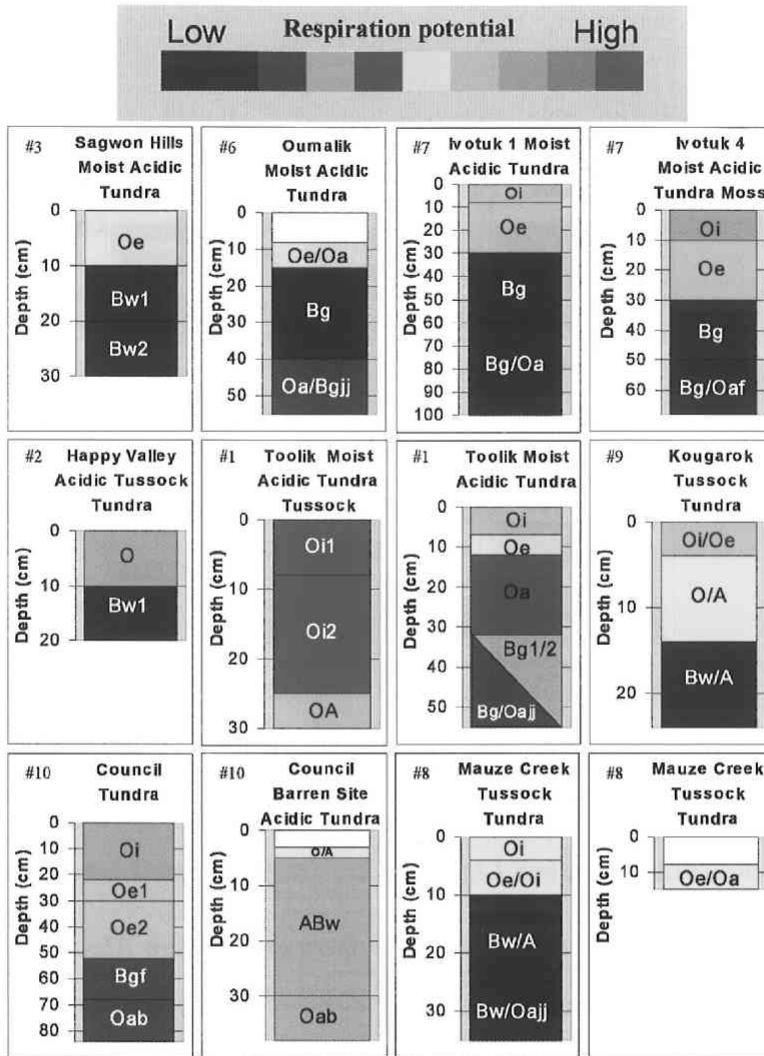 Low Respiration potential High
#3 Sagwon Hills
Moist Acidic
Tundra
Depth (cm)
0
10
20
30
Oe
Bw1
Bw2
#6 Oumalik
Moist Acidic
Tundra
Depth (cm)
0
10
20
30
40
50
Oe/Oa
Bg
Oa/Bgjj
#7 Ivotuk 1 Moist
Acidic Tundra
Depth (cm)
0
10
20
30
40
50
60
70
80
90
100
Oi
Oe
Bg
Bg/Oa
#7 Ivotuk 4
Moist Acidic
Tundra Moss
Depth (cm)
0
10
20
30
40
50
60
Oi
Oe
Bg
Bg/Oaf
#2 Happy Valley
Acidic Tussock
Tundra
Depth (cm)
0
10
20
O
Bw1
#1 Toolik Moist
Acidic Tundra
Tussock
Depth (cm)
0
10
20
30
Oi1
Oi2
OA
#1 Toolik Moist
Acidic Tundra
Depth (cm)
0
10
20
30
40
50
Oi
Oe
Oa
Bg1/2
Bg/Oajj
#9 Kougarok
Tussock
Tundra
Depth (cm)
0
10
20
Oi/Oe
O/A
Bw/A
#10 Council
Tundra
Depth (cm)
0
10
20
30
40
50
60
70
80
Oi
Oe1
Oe2
Bgf
Oab
#10 Council
Barren Site
Acidic Tundra
Depth (cm)
0
10
20
30
O/A
ABw
Oab
#8 Mauze Creek
Tussock
Tundra
Depth (cm)
0
10
20
30
Oi
Oe/Oi
Bw/A
Bw/Oajj
#8 Mauze Creek
Tussock
Tundra
Depth (cm)
0
10
Oe/Oa